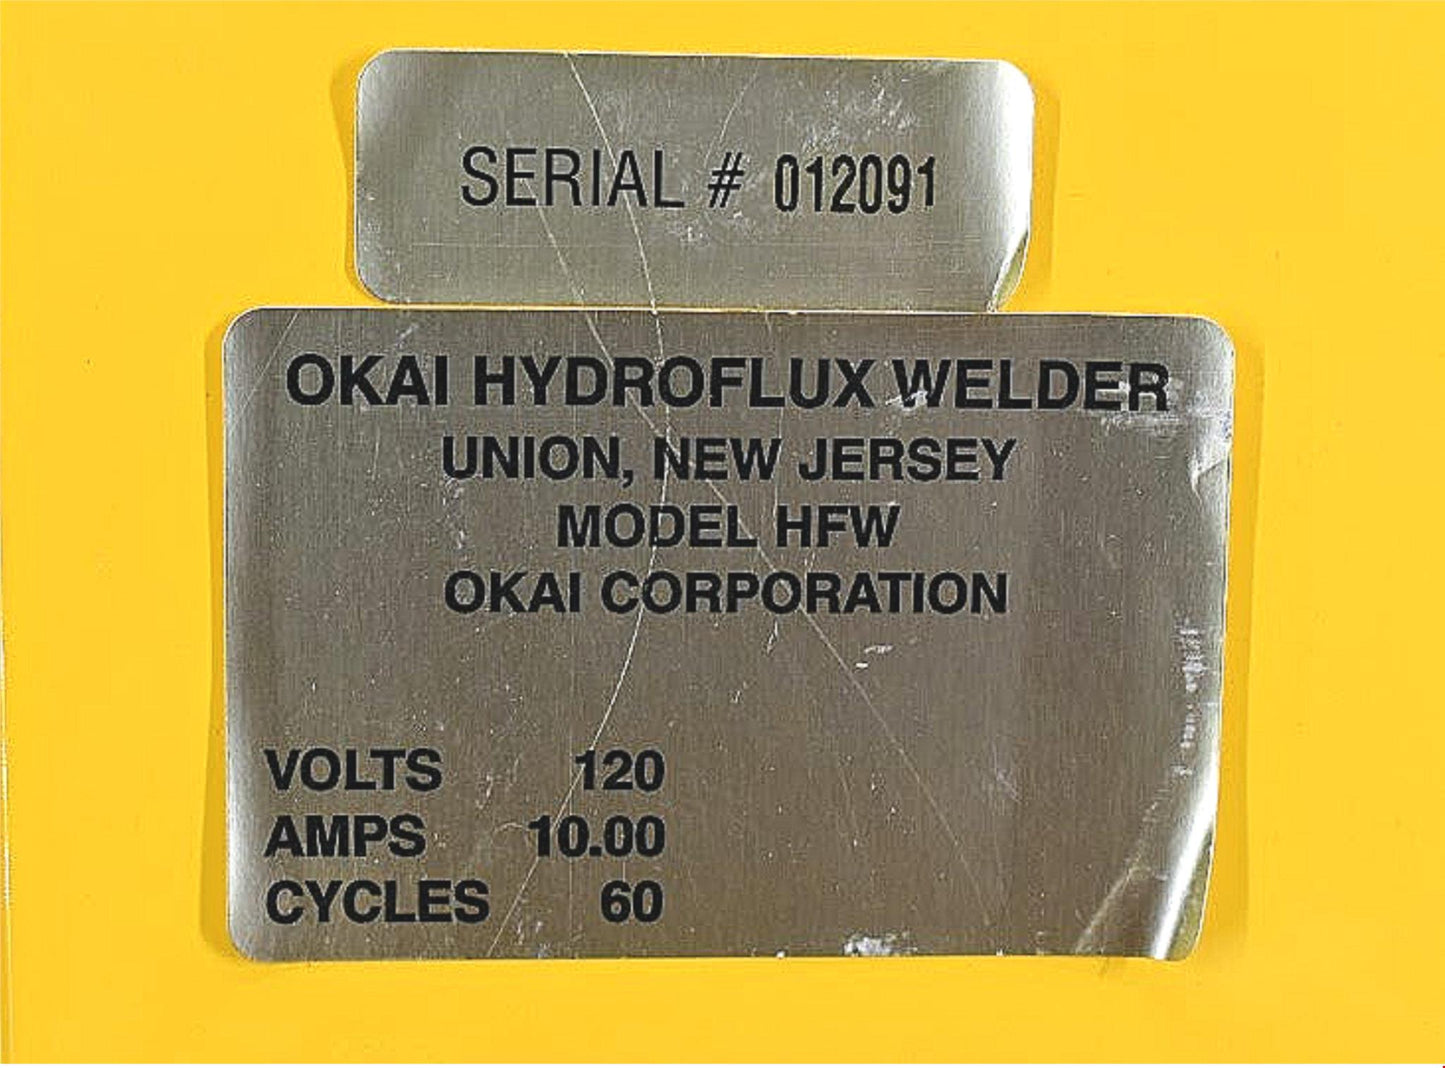 SERIAL # 012091
OKAI HYDROFLUX WELDER
UNION, NEW JERSEY
MODEL HFW
OKAI CORPORATION
VOLTS 120
AMPS 10.00
CYCLES 60